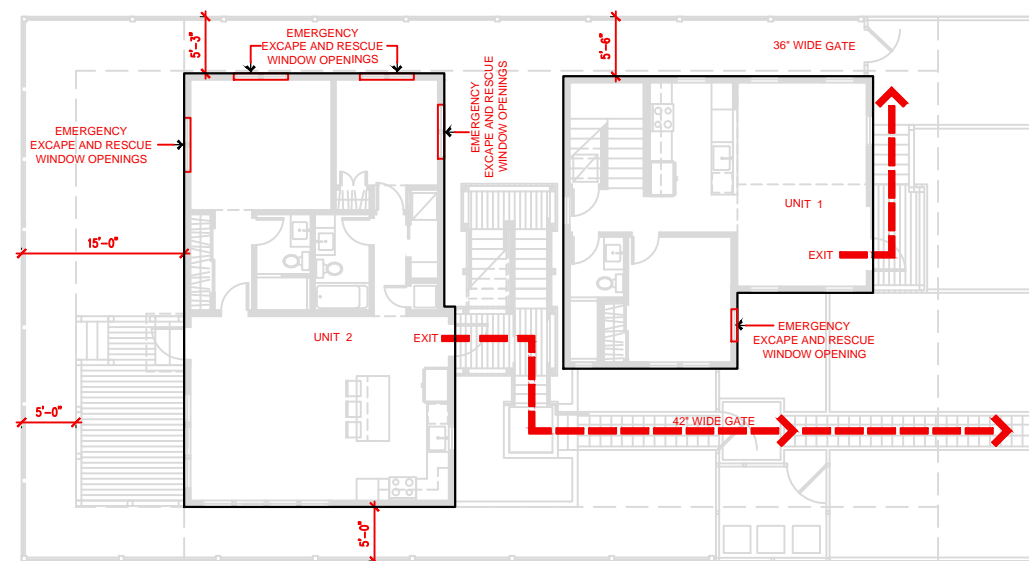 5'-3"
EMERGENCY
EXCAPE AND RESCUE
WINDOW OPENINGS
5'-6"
36" WIDE GATE
EMERGENCY
EXCAPE AND RESCUE
WINDOW OPENINGS
EMERGENCY
EXCAPE AND RESCUE
WINDOW OPENINGS
UNIT 1
15'-0"
EXIT
UNIT 2
EXIT
EMERGENCY
EXCAPE AND RESCUE
WINDOW OPENING
5'-0"
42" WIDE GATE
5'-0"